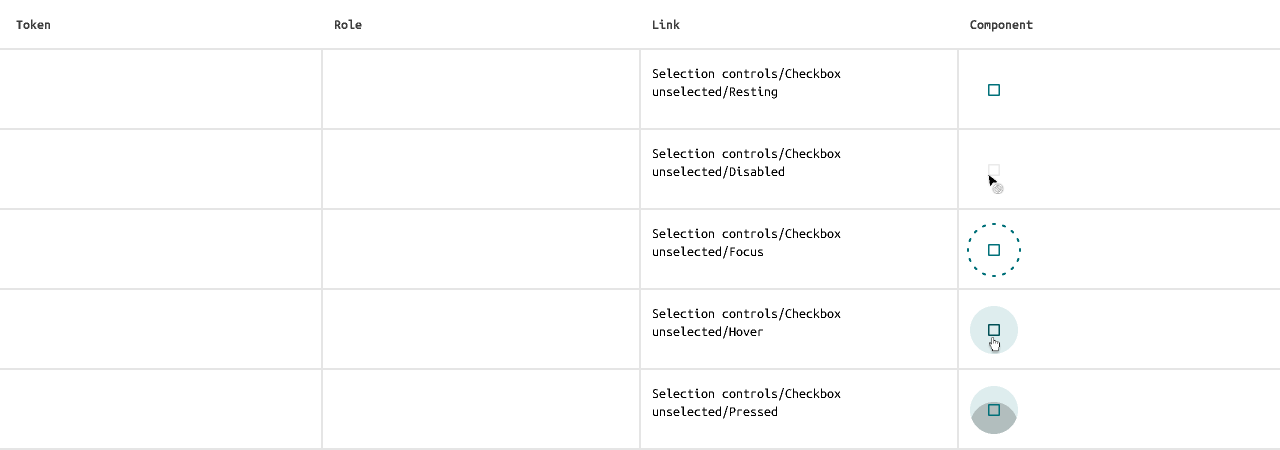 Token
Role
Link
Component
Selection controls/Checkbox
unselected/Resting
Selection controls/Checkbox
unselected/Disabled
Selection controls/Checkbox
unselected/Focus
Selection controls/Checkbox
unselected/Hover
Selection controls/Checkbox
unselected/Pressed